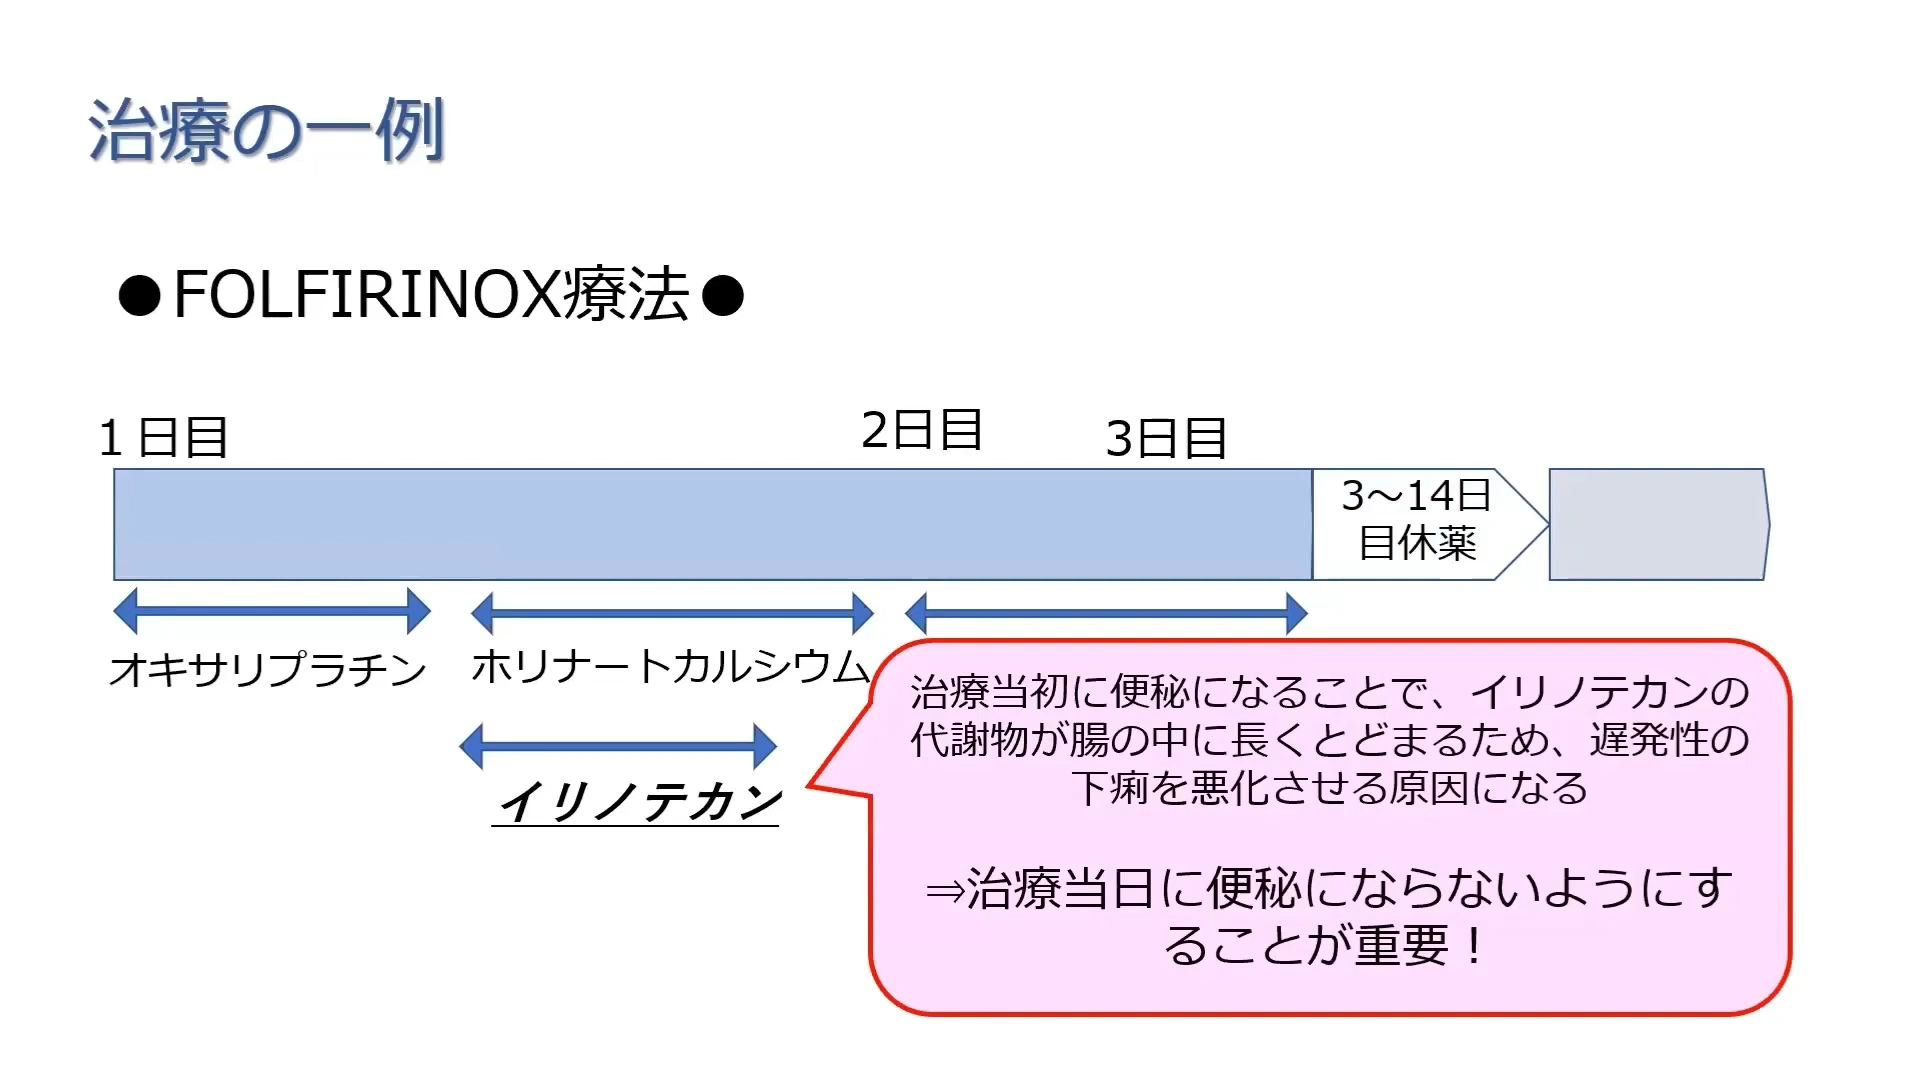 治療の一例
●FOLFIRINOX療法●
１日目
2日目
3日目
3～14日
目休薬
オキサリプラチン
ホリナートカルシウム
イリノテカン
治療当初に便秘になることで、イリノテカンの
代謝物が腸の中に長くとどまるため、遅発性の
下痢を悪化させる原因になる
⇒治療当日に便秘にならないようにす
ることが重要！